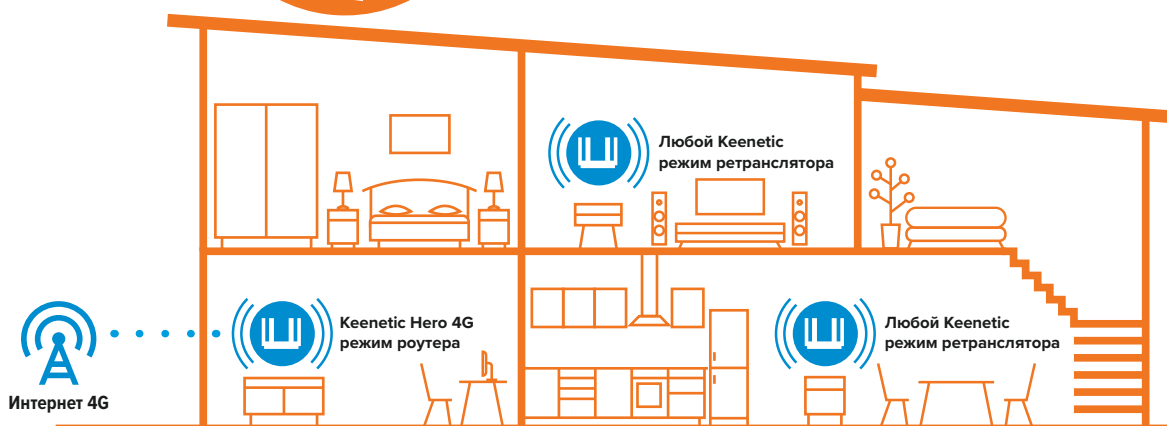 Любой Keenetic
режим ретранслятора
Keenetic Hero 4G
режим роутера
Любой Keenetic
режим ретранслятора
Интернет 4G